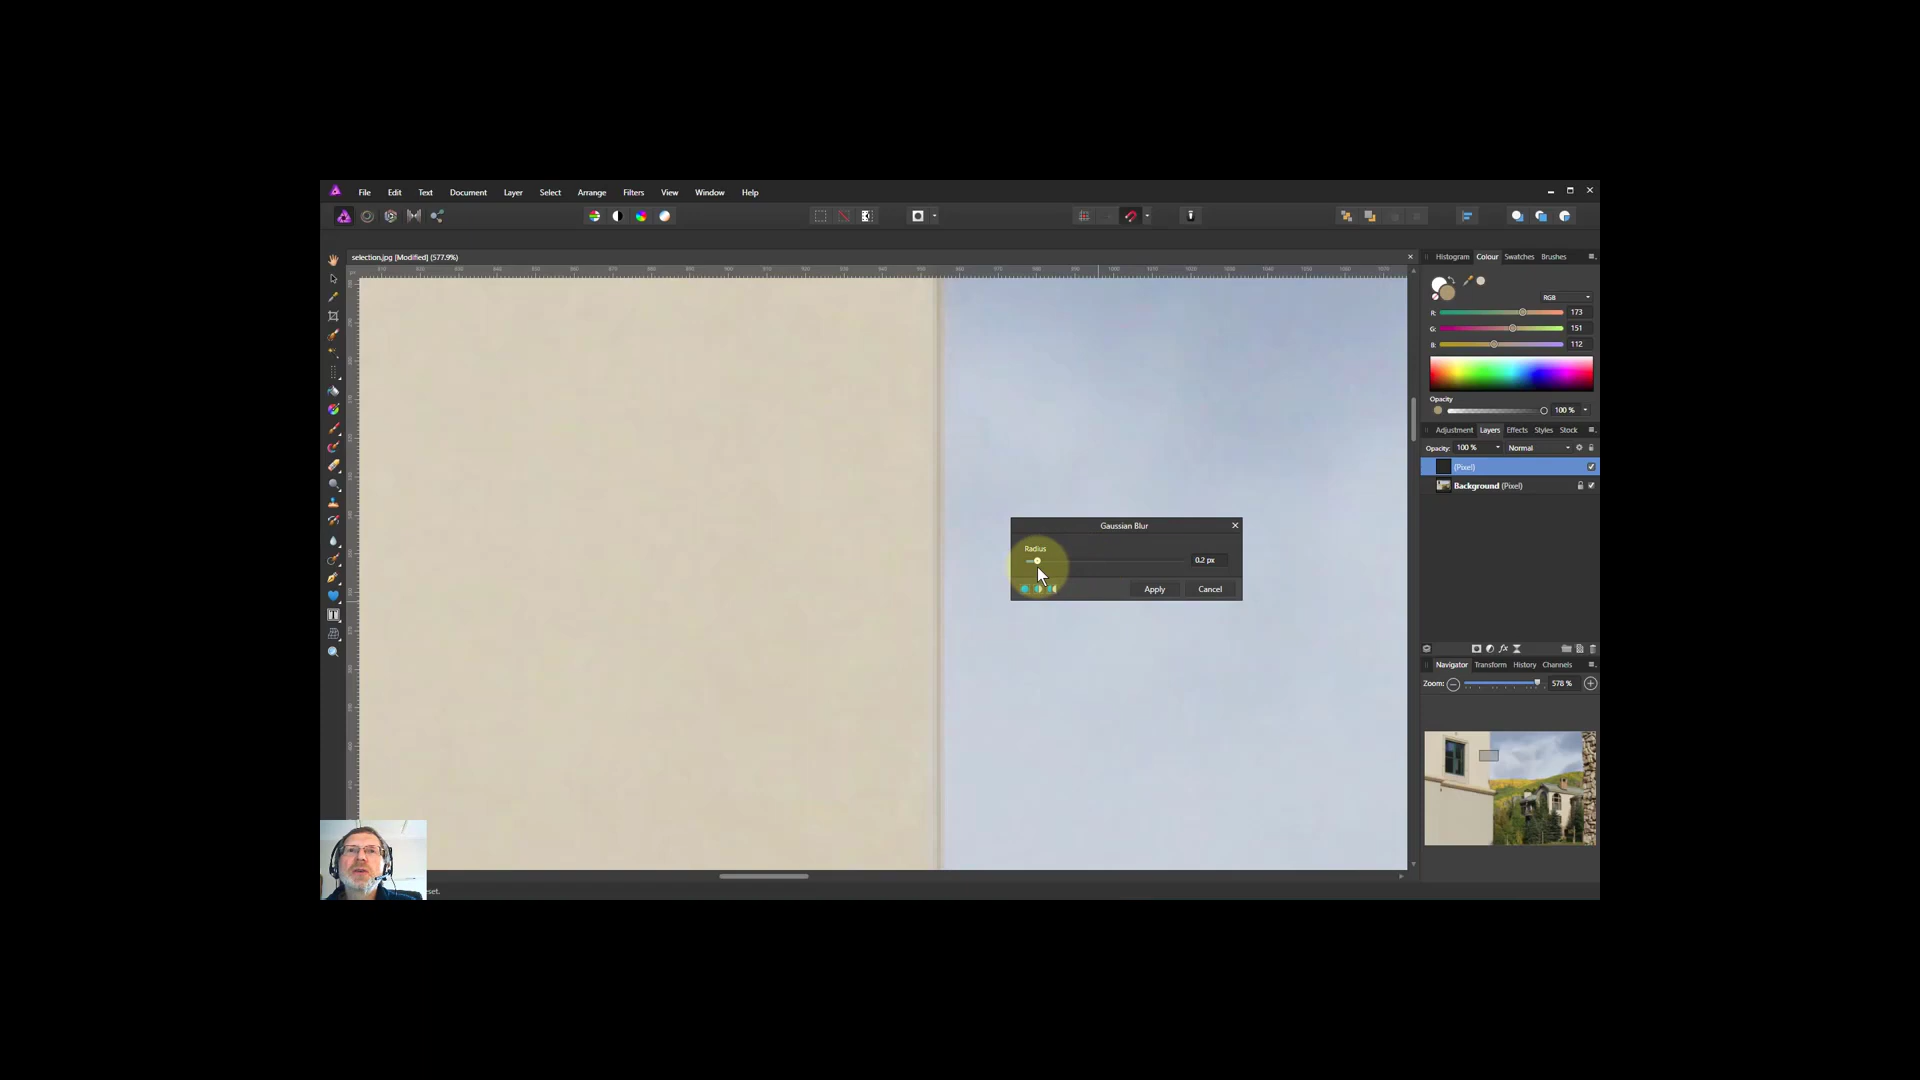 File Edit Text Document Layer Select Arrange Filters View Window Help
selection.jpg [Modified] (577.9%)
Histogram Colour Swatches Brushes
RGB
R: 173
G: 151
B: 112
Opacity
100 %
Adjustment Layers Effects Styles Stock
Opacity: 100 % Normal
(Pixel)
Background (Pixel)
Gaussian Blur
Radius
0.2 px
Apply Cancel
fx
Navigator Transform History Channels
Zoom: 578 %
set.